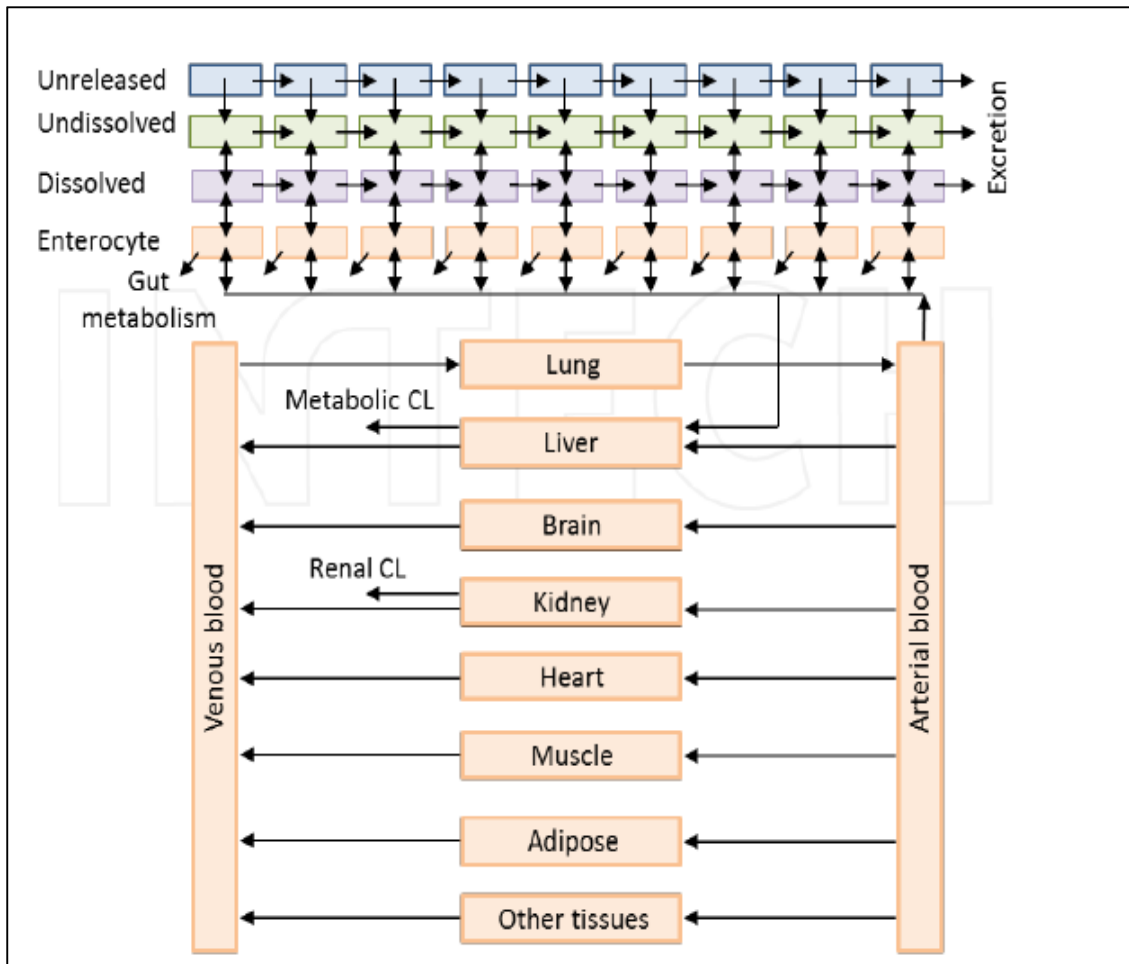 Unreleased
Undissolved
Dissolved
Enterocyte
Excretion
Gut
metabolism
INTECH
Lung
Metabolic CL
Liver
Brain
Renal CL
Kidney
Heart
Muscle
Adipose
Other tissues
Venous blood
Arterial blood